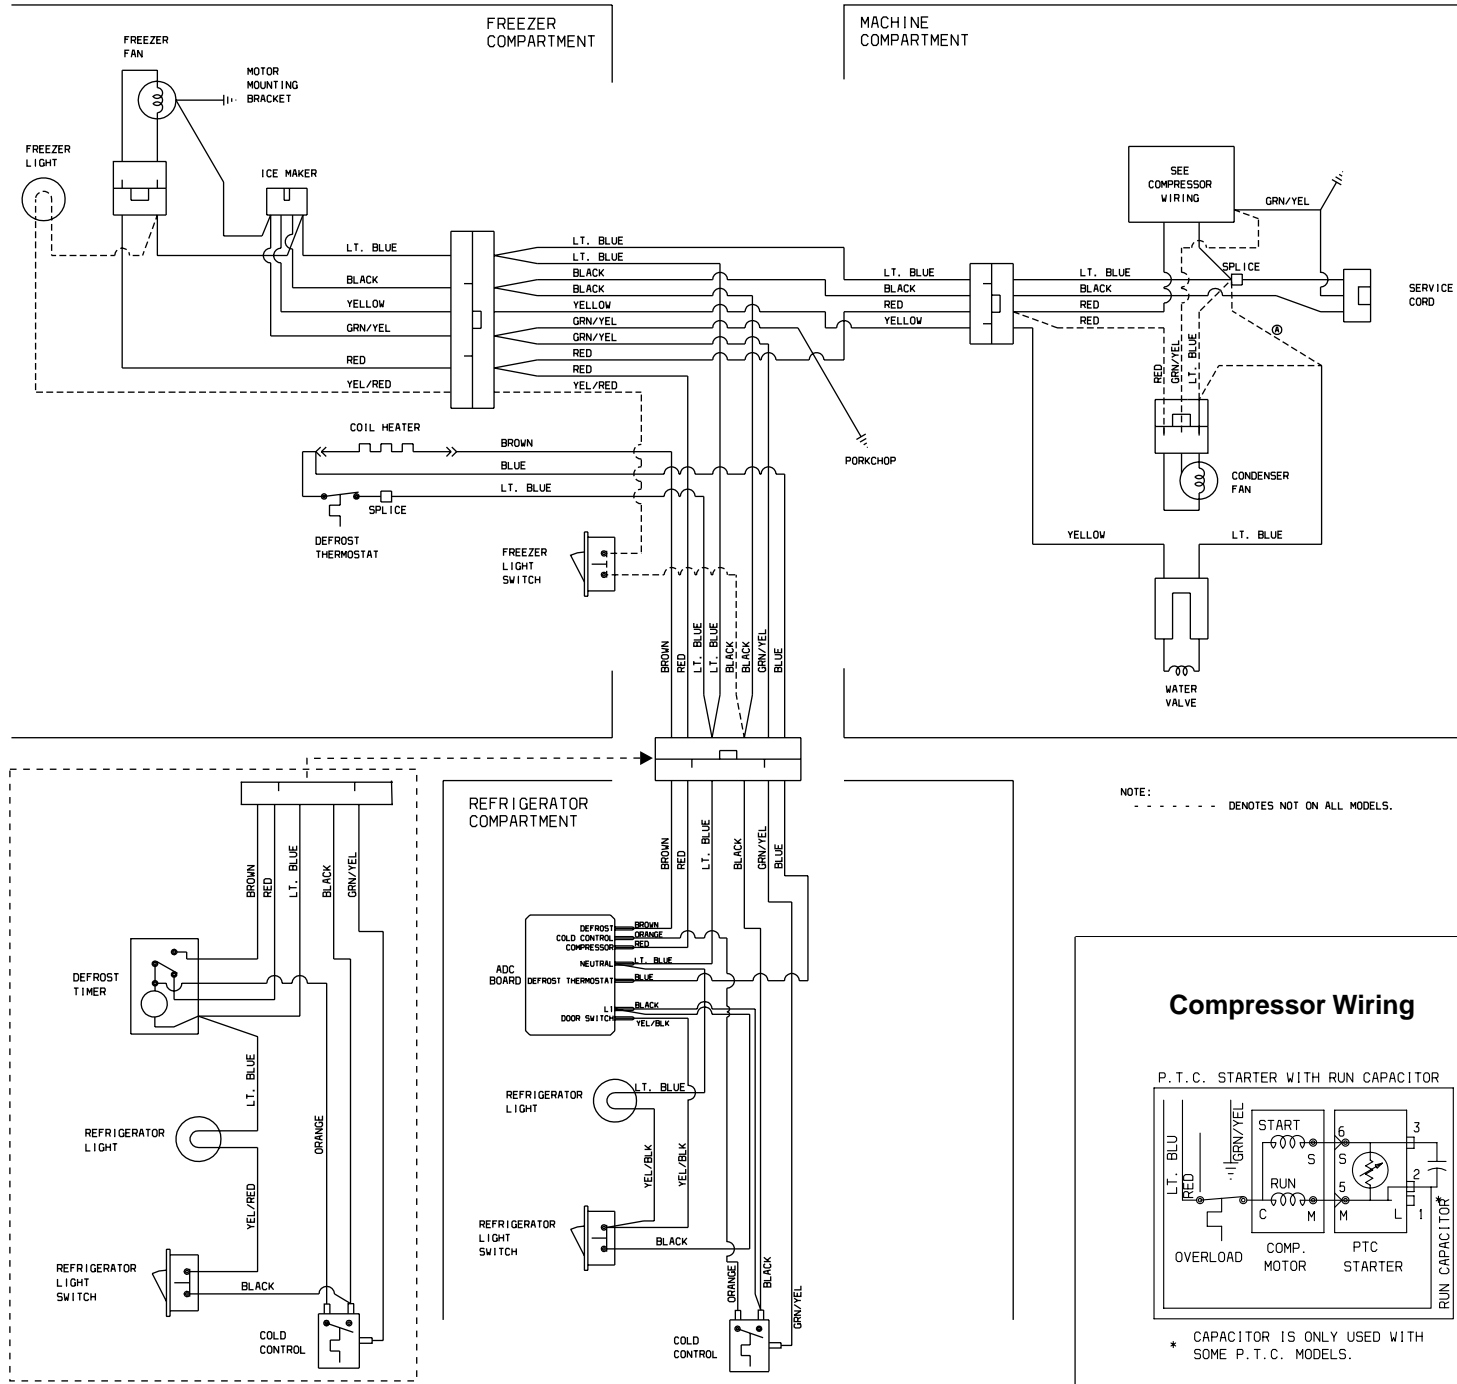 FREEZER
COMPARTMENT
MACHINE
COMPARTMENT
FREEZER
FAN
MOTOR
MOUNTING
BRACKET
FREEZER
LIGHT
ICE MAKER
LT. BLUE
BLACK
YELLOW
GRN/YEL
RED
YEL/RED
LT. BLUE
LT. BLUE
BLACK
BLACK
YELLOW
GRN/YEL
GRN/YEL
RED
RED
YEL/RED
LT. BLUE
BLACK
RED
YELLOW
SEE
COMPRESSOR
WIRING
GRN/YEL
SPLICE
LT. BLUE
BLACK
RED
RED
SERVICE
CORD
A
RED
GRN/YEL
LT. BLUE
CONDENSER
FAN
PORKCHOP
COIL HEATER
BROWN
BLUE
LT. BLUE
SPLICE
DEFROST
THERMOSTAT
FREEZER
LIGHT
SWITCH
YELLOW
LT. BLUE
WATER
VALVE
BROWN
RED
LT. BLUE
LT. BLUE
BLACK
BLACK
GRN/YEL
BLUE
NOTE:
- - - - - - - DENOTES NOT ON ALL MODELS.
REFRIGERATOR
COMPARTMENT
BROWN
RED
LT. BLUE
BLACK
GRN/YEL
BLUE
BROWN
RED
LT. BLUE
BLACK
GRN/YEL
DEFROST
TIMER
LT. BLUE
REFRIGERATOR
LIGHT
ORANGE
YEL/RED
REFRIGERATOR
LIGHT
SWITCH
BLACK
COLD
CONTROL
ADC
BOARD
DEFROST
COLD CONTROL
COMPRESSOR
NEUTRAL
DEFROST THERMOSTAT
L1
DOOR SWITCH
BROWN
ORANGE
RED
LT. BLUE
BLUE
BLACK
YEL/BLK
REFRIGERATOR
LIGHT
LT. BLUE
YEL/BLK
YEL/BLK
REFRIGERATOR
LIGHT
SWITCH
BLACK
ORANGE
BLACK
GRN/YEL
COLD
CONTROL
Compressor Wiring
P.T.C. STARTER WITH RUN CAPACITOR
LT. BLU
RED
GRN/YEL
START
S
6
S
3
RUN
C
M
5
M
L
2
1
*
OVERLOAD
COMP.
MOTOR
PTC
STARTER
RUN CAPACITOR
* CAPACITOR IS ONLY USED WITH
SOME P.T.C. MODELS.